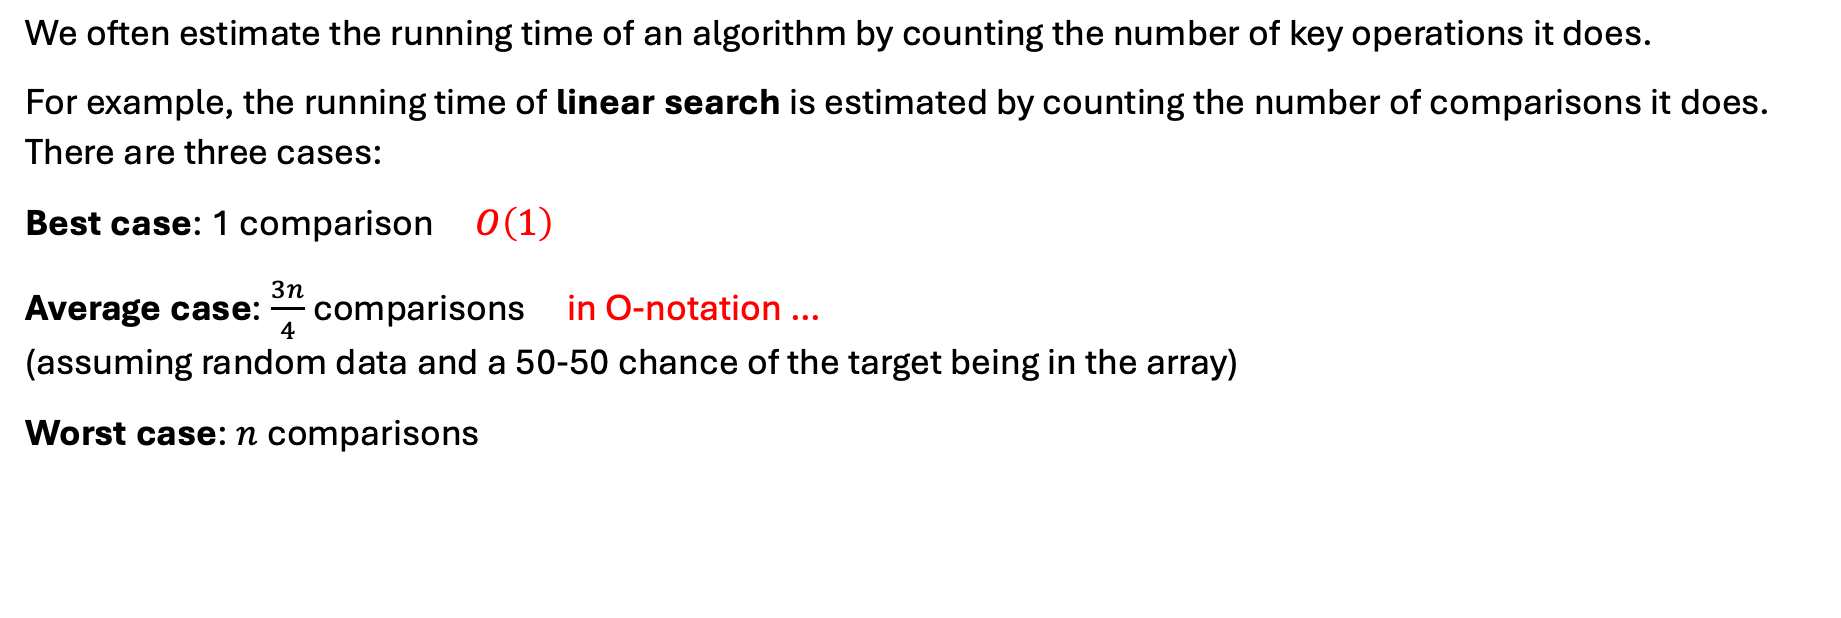 We often estimate the running time of an algorithm by counting the number of key operations it does.
For example, the running time of linear search is estimated by counting the number of comparisons it does.
There are three cases:
Best case: 1 comparison O(1)
Average case: 3n/4 comparisons in O-notation ...
(assuming random data and a 50-50 chance of the target being in the array)
Worst case: n comparisons